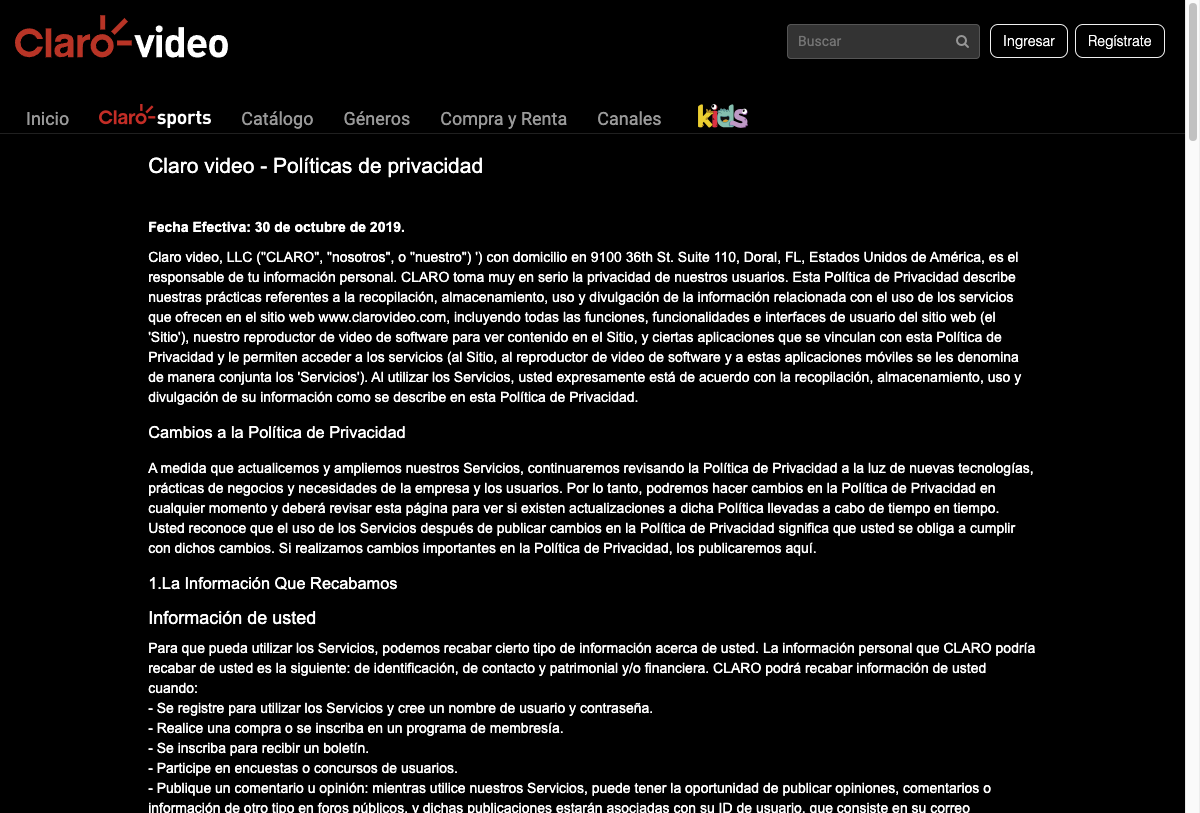 Claro-video
Buscar
Ingresar
Regístrate
Inicio
Claro-sports
Catálogo
Géneros
Compra y Renta
Canales
kids
Claro video - Políticas de privacidad
Fecha Efectiva: 30 de octubre de 2019.
Claro video, LLC ("CLARO", "nosotros", o "nuestro") ') con domicilio en 9100 36th St. Suite 110, Doral, FL, Estados Unidos de América, es el
responsable de tu información personal. CLARO toma muy en serio la privacidad de nuestros usuarios. Esta Política de Privacidad describe
nuestras prácticas referentes a la recopilación, almacenamiento, uso y divulgación de la información relacionada con el uso de los servicios
que ofrecen en el sitio web www.clarovideo.com, incluyendo todas las funciones, funcionalidades e interfaces de usuario del sitio web (el
'Sitio'), nuestro reproductor de video de software para ver contenido en el Sitio, y ciertas aplicaciones que se vinculan con esta Política de
Privacidad y le permiten acceder a los servicios (al Sitio, al reproductor de video de software y a estas aplicaciones móviles se les denomina
de manera conjunta los 'Servicios'). Al utilizar los Servicios, usted expresamente está de acuerdo con la recopilación, almacenamiento, uso y
divulgación de su información como se describe en esta Política de Privacidad.
Cambios a la Política de Privacidad
A medida que actualicemos y ampliemos nuestros Servicios, continuaremos revisando la Política de Privacidad a la luz de nuevas tecnologías,
prácticas de negocios y necesidades de la empresa y los usuarios. Por lo tanto, podremos hacer cambios en la Política de Privacidad en
cualquier momento y deberá revisar esta página para ver si existen actualizaciones a dicha Política llevadas a cabo de tiempo en tiempo.
Usted reconoce que el uso de los Servicios después de publicar cambios en la Política de Privacidad significa que usted se obliga a cumplir
con dichos cambios. Si realizamos cambios importantes en la Política de Privacidad, los publicaremos aquí.
1.La Información Que Recabamos
Información de usted
Para que pueda utilizar los Servicios, podemos recabar cierto tipo de información acerca de usted. La información personal que CLARO podría
recabar de usted es la siguiente: de identificación, de contacto y patrimonial y/o financiera. CLARO podrá recabar información de usted
cuando:
- Se registre para utilizar los Servicios y cree un nombre de usuario y contraseña.
- Realice una compra o se inscriba en un programa de membresía.
- Se inscriba para recibir un boletín.
- Participe en encuestas o concursos de usuarios.
- Publique un comentario u opinión: mientras utilice nuestros Servicios, puede tener la oportunidad de publicar opiniones, comentarios o
información de otro tipo en foros públicos, y dichas publicaciones estarán asociadas con su ID de usuario, que consiste en su correo